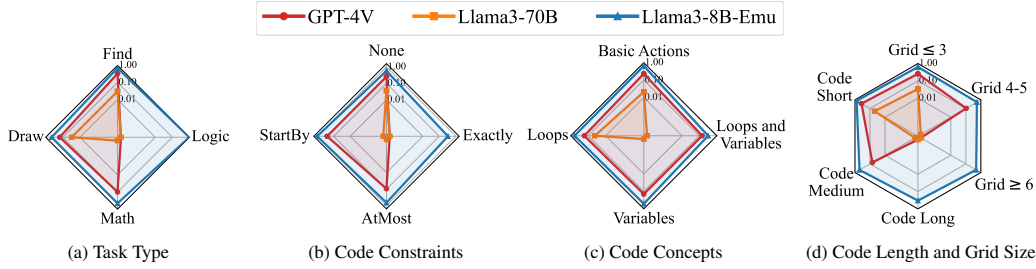 GPT-4V Llama3-70B Llama3-8B-Emu
Find
1.00
0.10
0.01
Draw
Logic
Math
(a) Task Type
None
1.00
0.10
0.01
StartBy
Exactly
AtMost
(b) Code Constraints
Basic Actions
1.00
0.10
0.01
Loops
Loops and
Variables
Variables
(c) Code Concepts
Grid ≤ 3
1.00
0.10
0.01
Code
Short
Grid 4-5
Code
Medium
Grid ≥ 6
Code Long
(d) Code Length and Grid Size